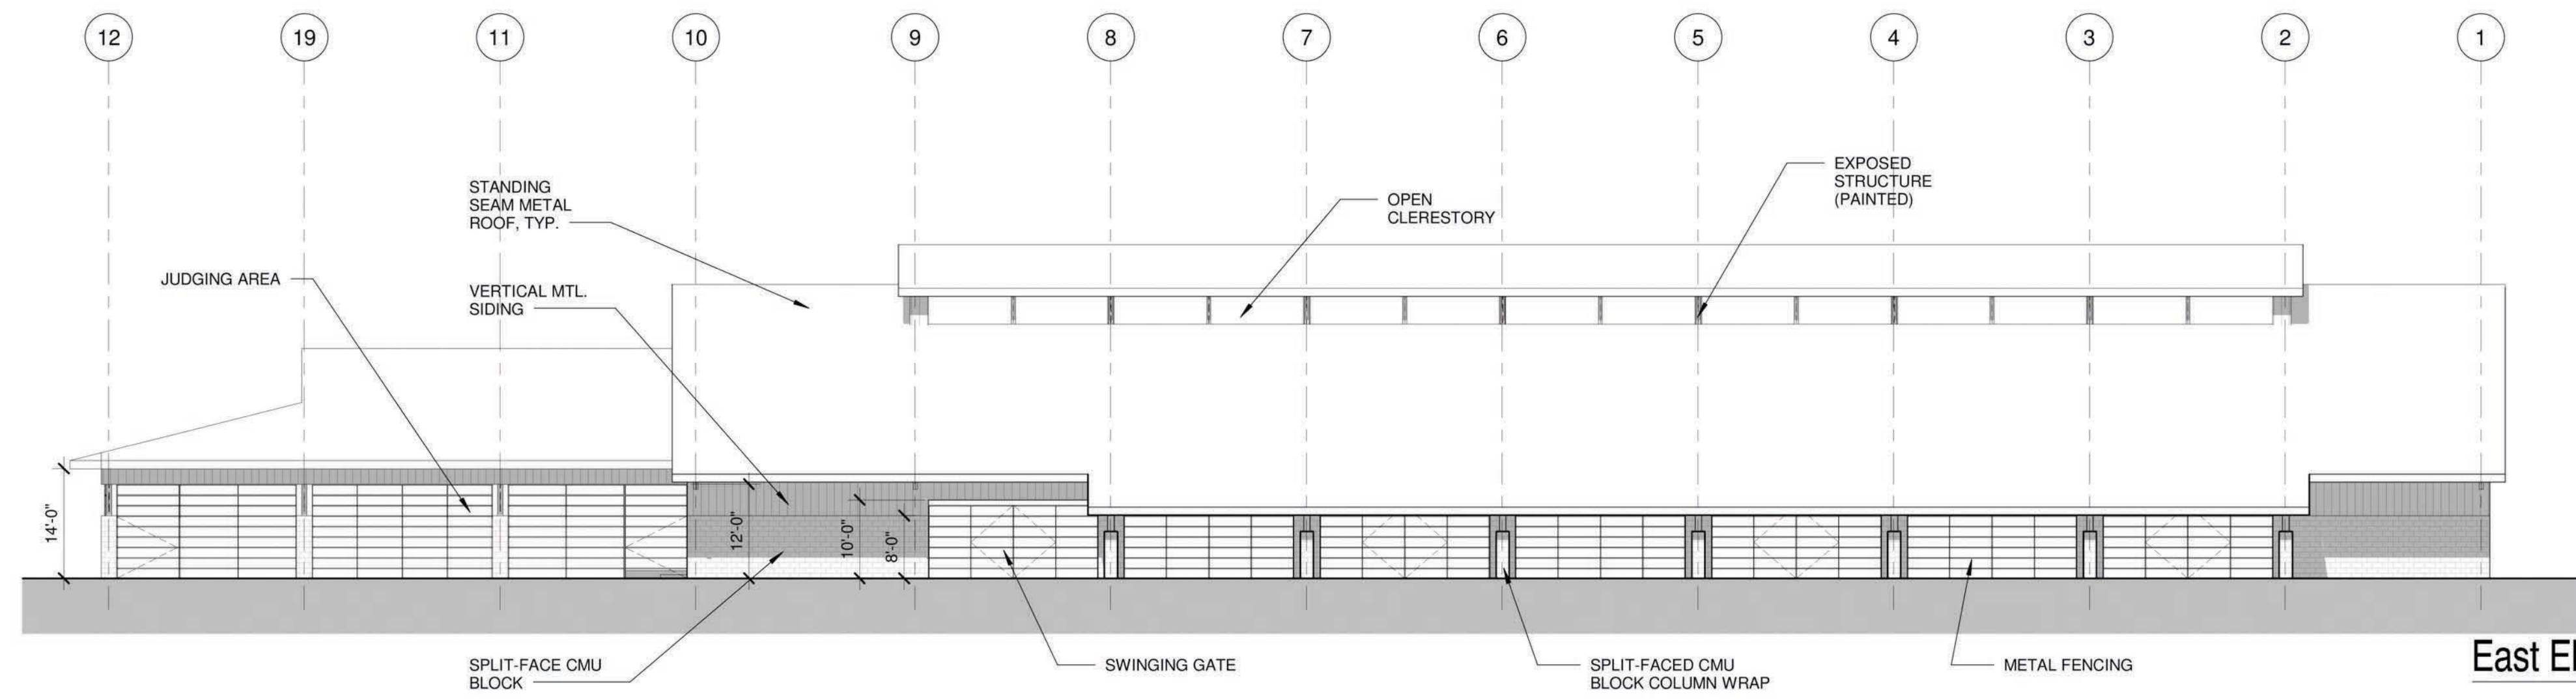 12 19 11 10 9 8 7 6 5 4 3 2 1
EXPOSED
STRUCTURE
(PAINTED)
STANDING
SEAM METAL
ROOF, TYP.
OPEN
CLERESTORY
JUDGING AREA
VERTICAL MTL.
SIDING
14'-0"
12'-0"
10'-0"
8'-0"
SPLIT-FACE CMU
BLOCK
SWINGING GATE
SPLIT-FACED CMU
BLOCK COLUMN WRAP
METAL FENCING
East